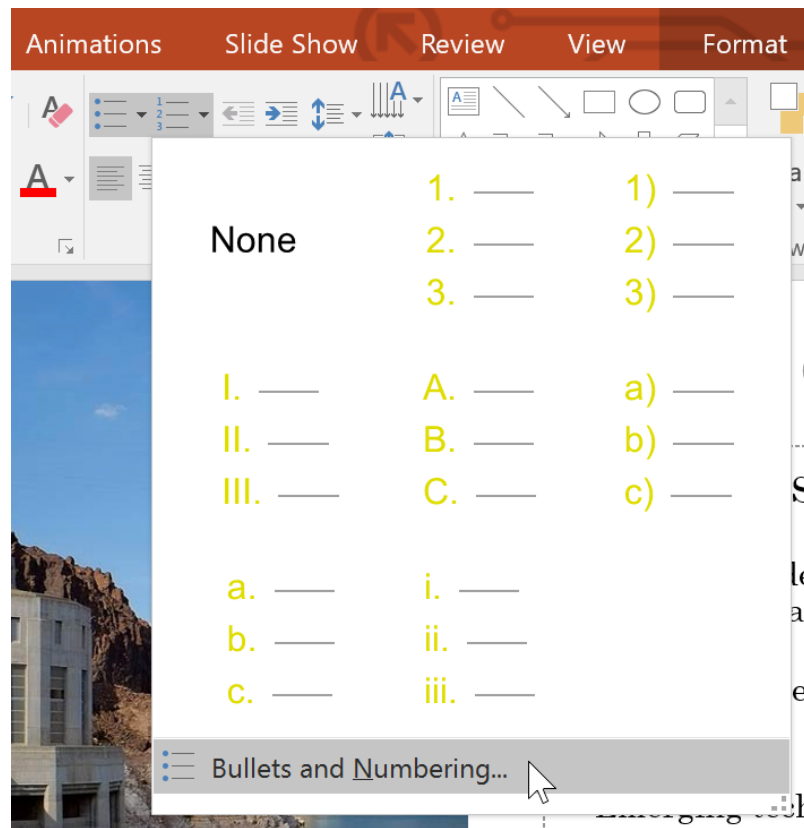 Animations Slide Show Review View Format
None
1.
2.
3.
1)
2)
3)
I.
II.
III.
A.
B.
C.
a)
b)
c)
a.
b.
c.
i.
ii.
iii.
Bullets and Numbering...
Emerging